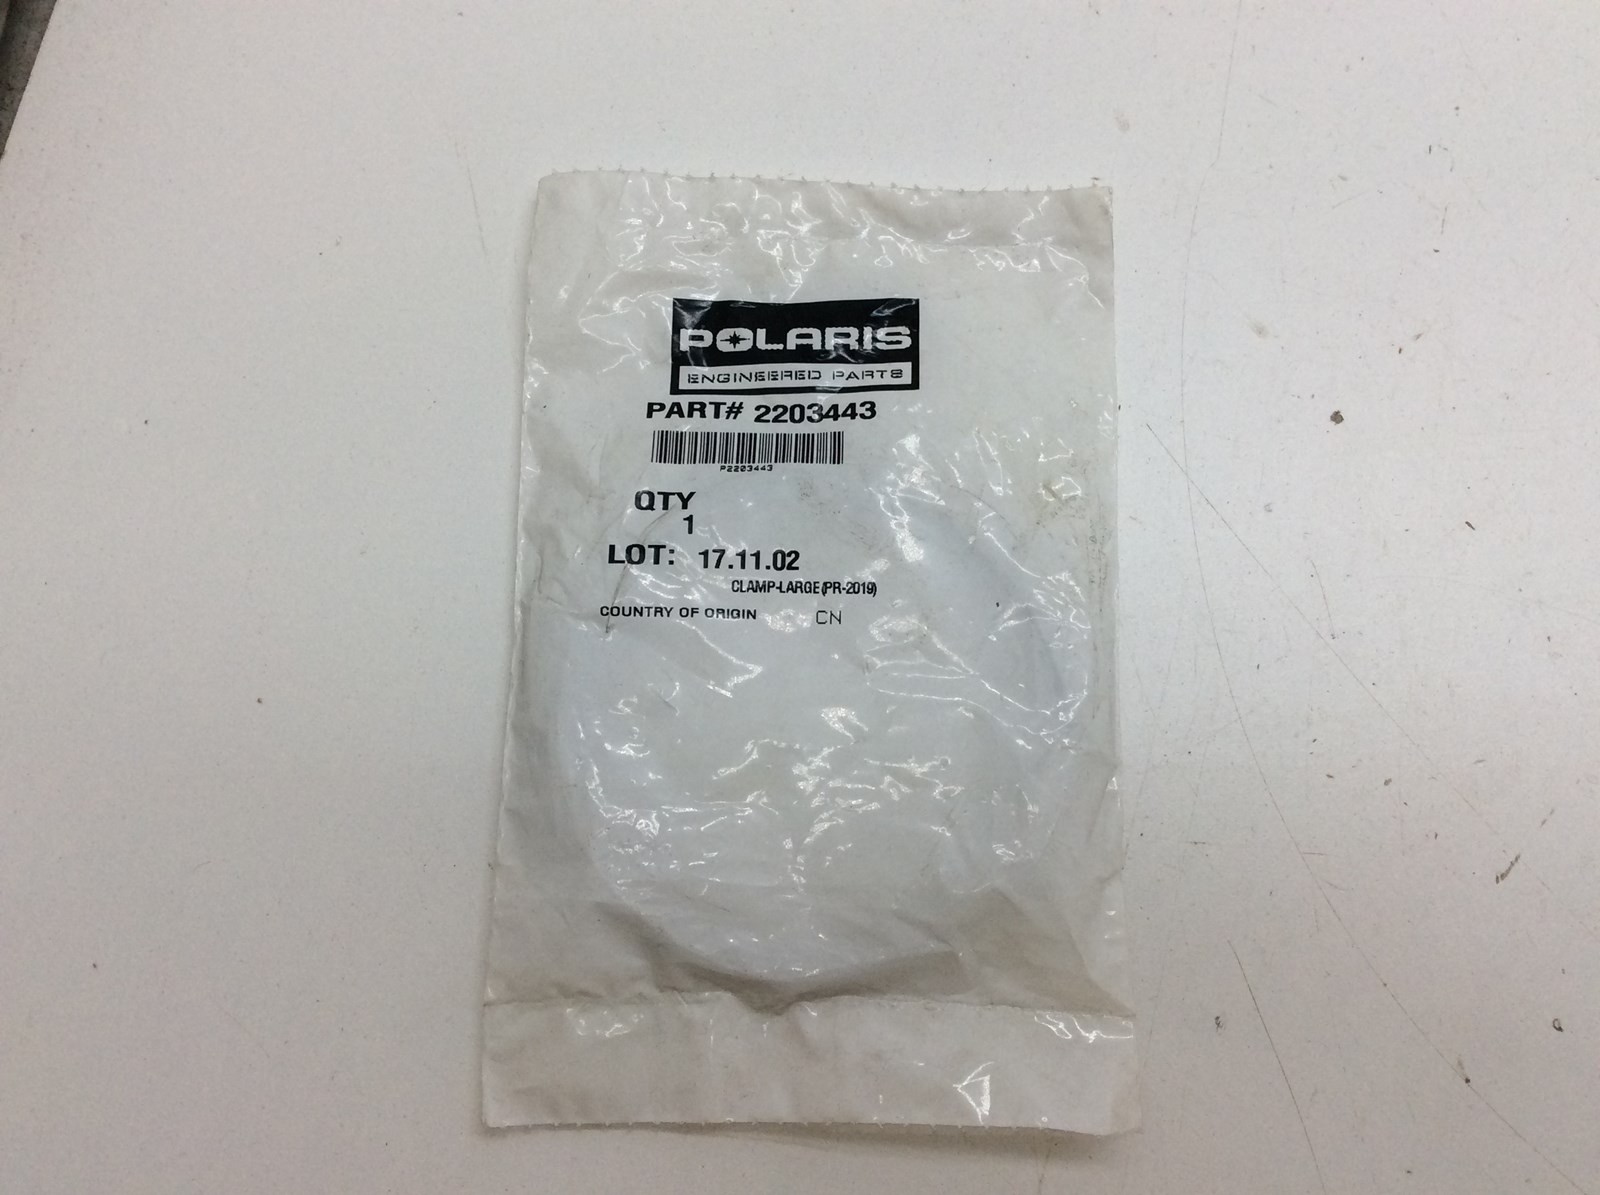 POLARIS
ENGINEERED PARTS
PART# 2203443
P2203443
QTY
1
LOT: 17.11.02
CLAMP-LARGE(PR-2019)
COUNTRY OF ORIGIN CN